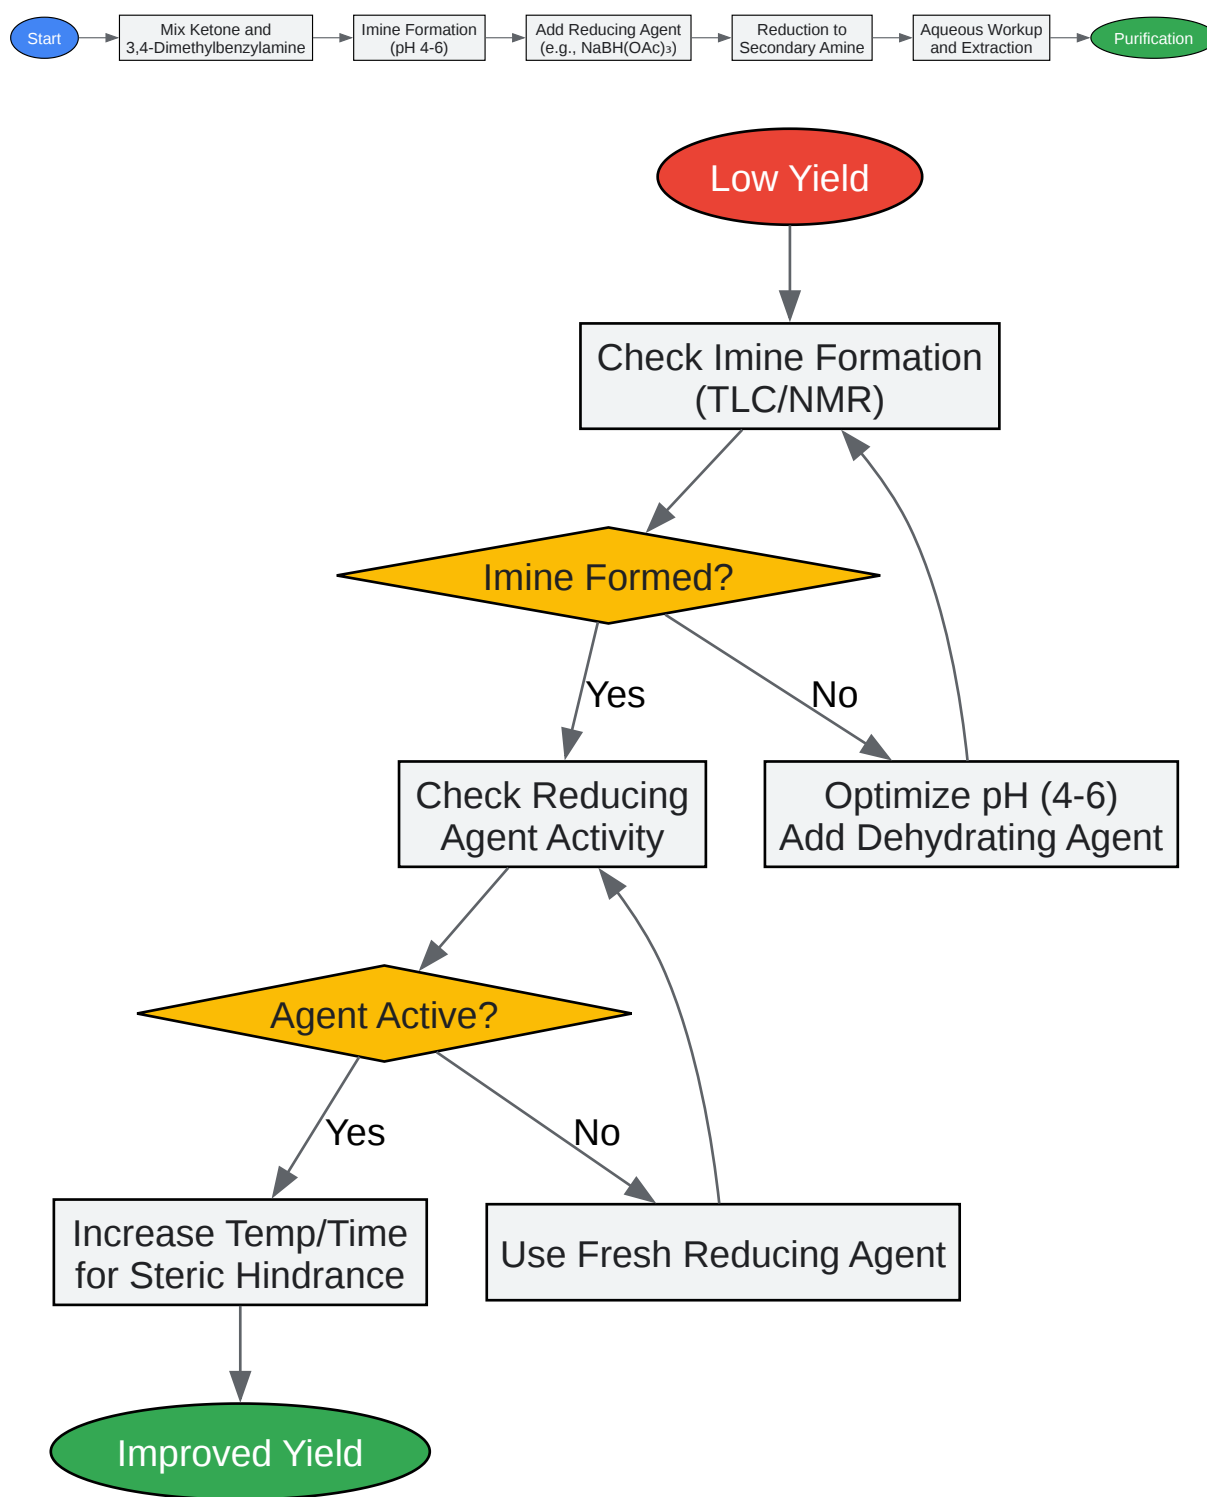 Start
Mix Ketone and
3,4-Dimethylbenzylamine
Imine Formation
(pH 4-6)
Add Reducing Agent
(e.g., NaBH(OAc)₃)
Reduction to
Secondary Amine
Aqueous Workup
and Extraction
Purification
Low Yield
Check Imine Formation
(TLC/NMR)
Imine Formed?
Yes
No
Check Reducing
Agent Activity
Optimize pH (4-6)
Add Dehydrating Agent
Agent Active?
Yes
No
Increase Temp/Time
for Steric Hindrance
Use Fresh Reducing Agent
Improved Yield